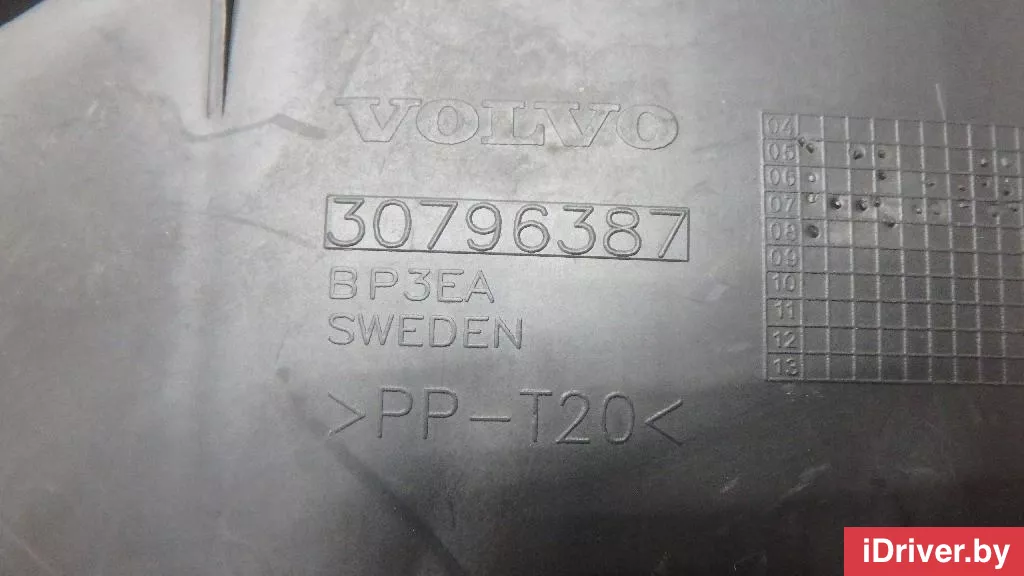 VOLVO
30796387
BP3EA
SWEDEN
>PP-T20<
04
05
06
07
08
09
10
11
12
13
iDriver.by